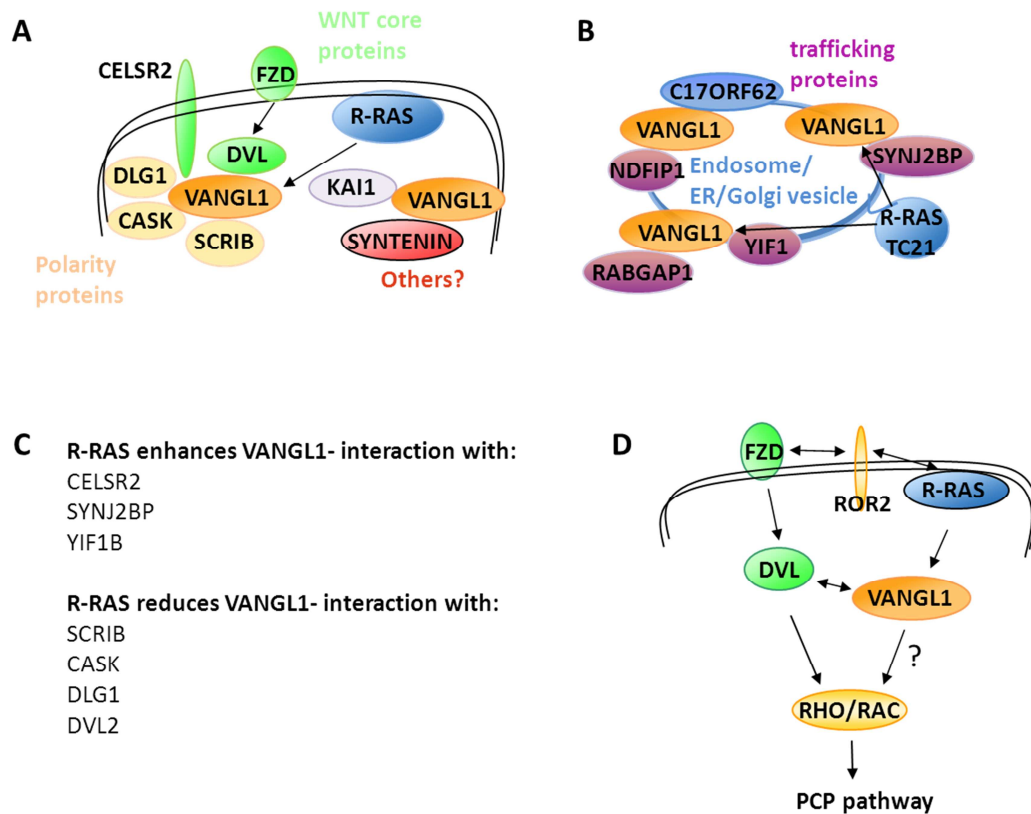 A
WNT core
proteins
CELSR2
FZD
R-RAS
DVL
DLG1
KAI1
VANGL1
VANGL1
CASK
SCRIB
SYNTENIN
Polarity
proteins
Others?
B
trafficking
proteins
C17ORF62
VANGL1
VANGL1
SYNJ2BP
NDFIP1
Endosome/
ER/Golgi vesicle
R-RAS
TC21
VANGL1
YIF1
RABGAP1
C
R-RAS enhances VANGL1- interaction with:
CELSR2
SYNJ2BP
YIF1B
R-RAS reduces VANGL1- interaction with:
SCRIB
CASK
DLG1
DVL2
D
FZD
ROR2
R-RAS
DVL
VANGL1
?
RHO/RAC
PCP pathway